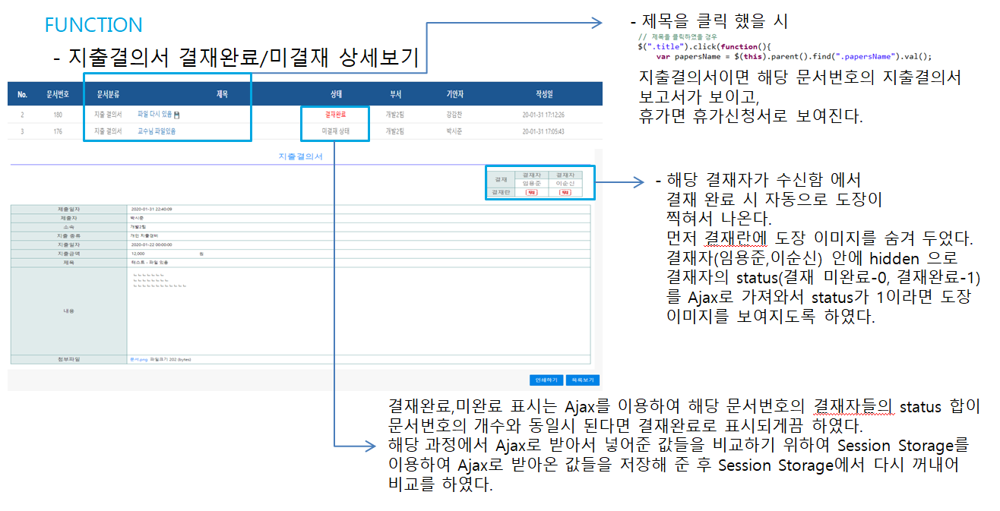 FUNCTION
- 지출결의서 결재완료/미결재 상세보기
- 제목을 클릭 했을 시
// 제목을 클릭하였을 경우
$(".title").click(function(){
var papersName = $(this).parent().find(".papersName").val();
지출결의서이면 해당 문서번호의 지출결의서
보고서가 보이고,
휴가면 휴가신청서로 보여진다.
No. 문서번호 문서분류 제목 상태 부서 기안자 작성일
2 180 지출 결의서 파일 다시 있음 결재완료 개발2팀 강감찬 20-01-31 17:12:26
3 176 지출 결의서 교수님 파일있음 미결재 상태 개발2팀 박시준 20-01-31 17:05:43
지출결의서
결재 결재자 결재자
임용준 이순신
결재란
제출일자 2020-01-31 22:40:09
제출자 박시준
소속 개발2팀
지출 종류 개인 지출경비
지출일자 2020-01-22 00:00:00
지출금액 12,000 원
제목 테스트 - 파일 있음
내용
첨부파일 문서.png 파일크기 202 (bytes)
인쇄하기 목록보기
- 해당 결재자가 수신함 에서
결재 완료 시 자동으로 도장이
찍혀서 나온다.
먼저 결재란에 도장 이미지를 숨겨 두었다.
결재자(임용준,이순신) 안에 hidden 으로
결재자의 status(결재 미완료-0, 결재완료-1)
를 Ajax로 가져와서 status가 1이라면 도장
이미지를 보여지도록 하였다.
결재완료,미완료 표시는 Ajax를 이용하여 해당 문서번호의 결재자들의 status 합이
문서번호의 개수와 동일시 된다면 결재완료로 표시되게끔 하였다.
해당 과정에서 Ajax로 받아서 넣어준 값들을 비교하기 위하여 Session Storage를
이용하여 Ajax로 받아온 값들을 저장해 준 후 Session Storage에서 다시 꺼내어
비교를 하였다.